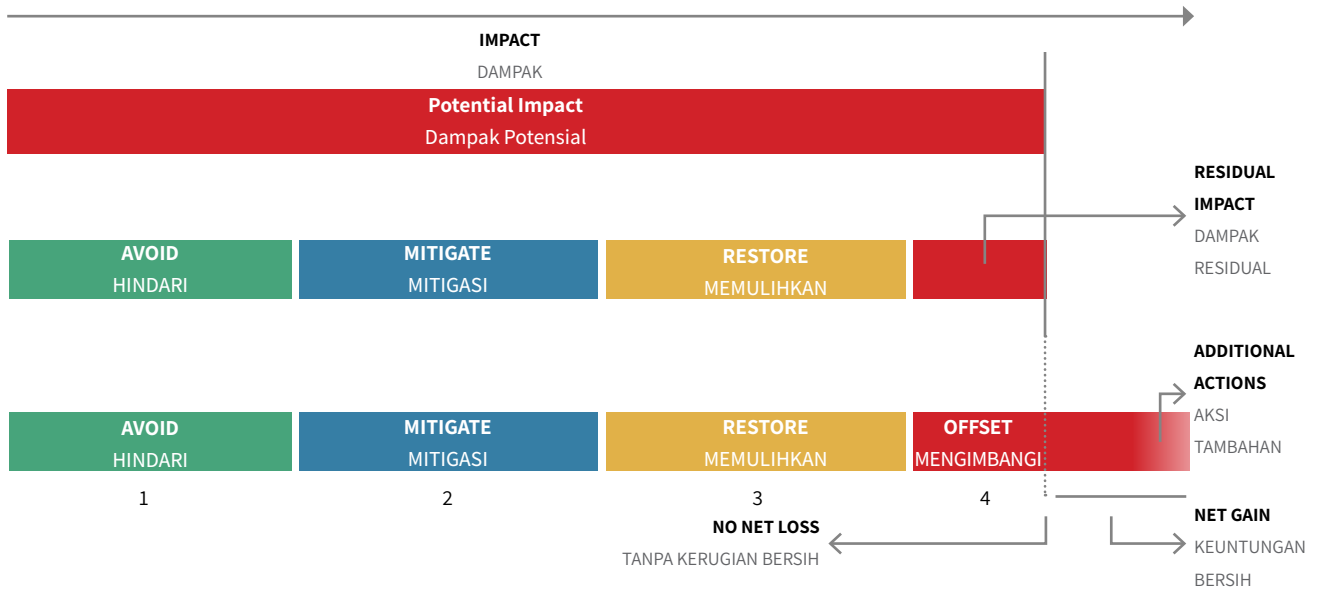 IMPACT
DAMPAK
Potential Impact
Dampak Potensial
RESIDUAL
IMPACT
DAMPAK
RESIDUAL
AVOID
HINDARI
MITIGATE
MITIGASI
RESTORE
MEMULIHKAN
ADDITIONAL
ACTIONS
AKSI
TAMBAHAN
AVOID
HINDARI
MITIGATE
MITIGASI
RESTORE
MEMULIHKAN
OFFSET
MENGIMBANGI
1
2
3
4
NO NET LOSS
TANPA KERUGIAN BERSIH
NET GAIN
KEUNTUNGAN
BERSIH